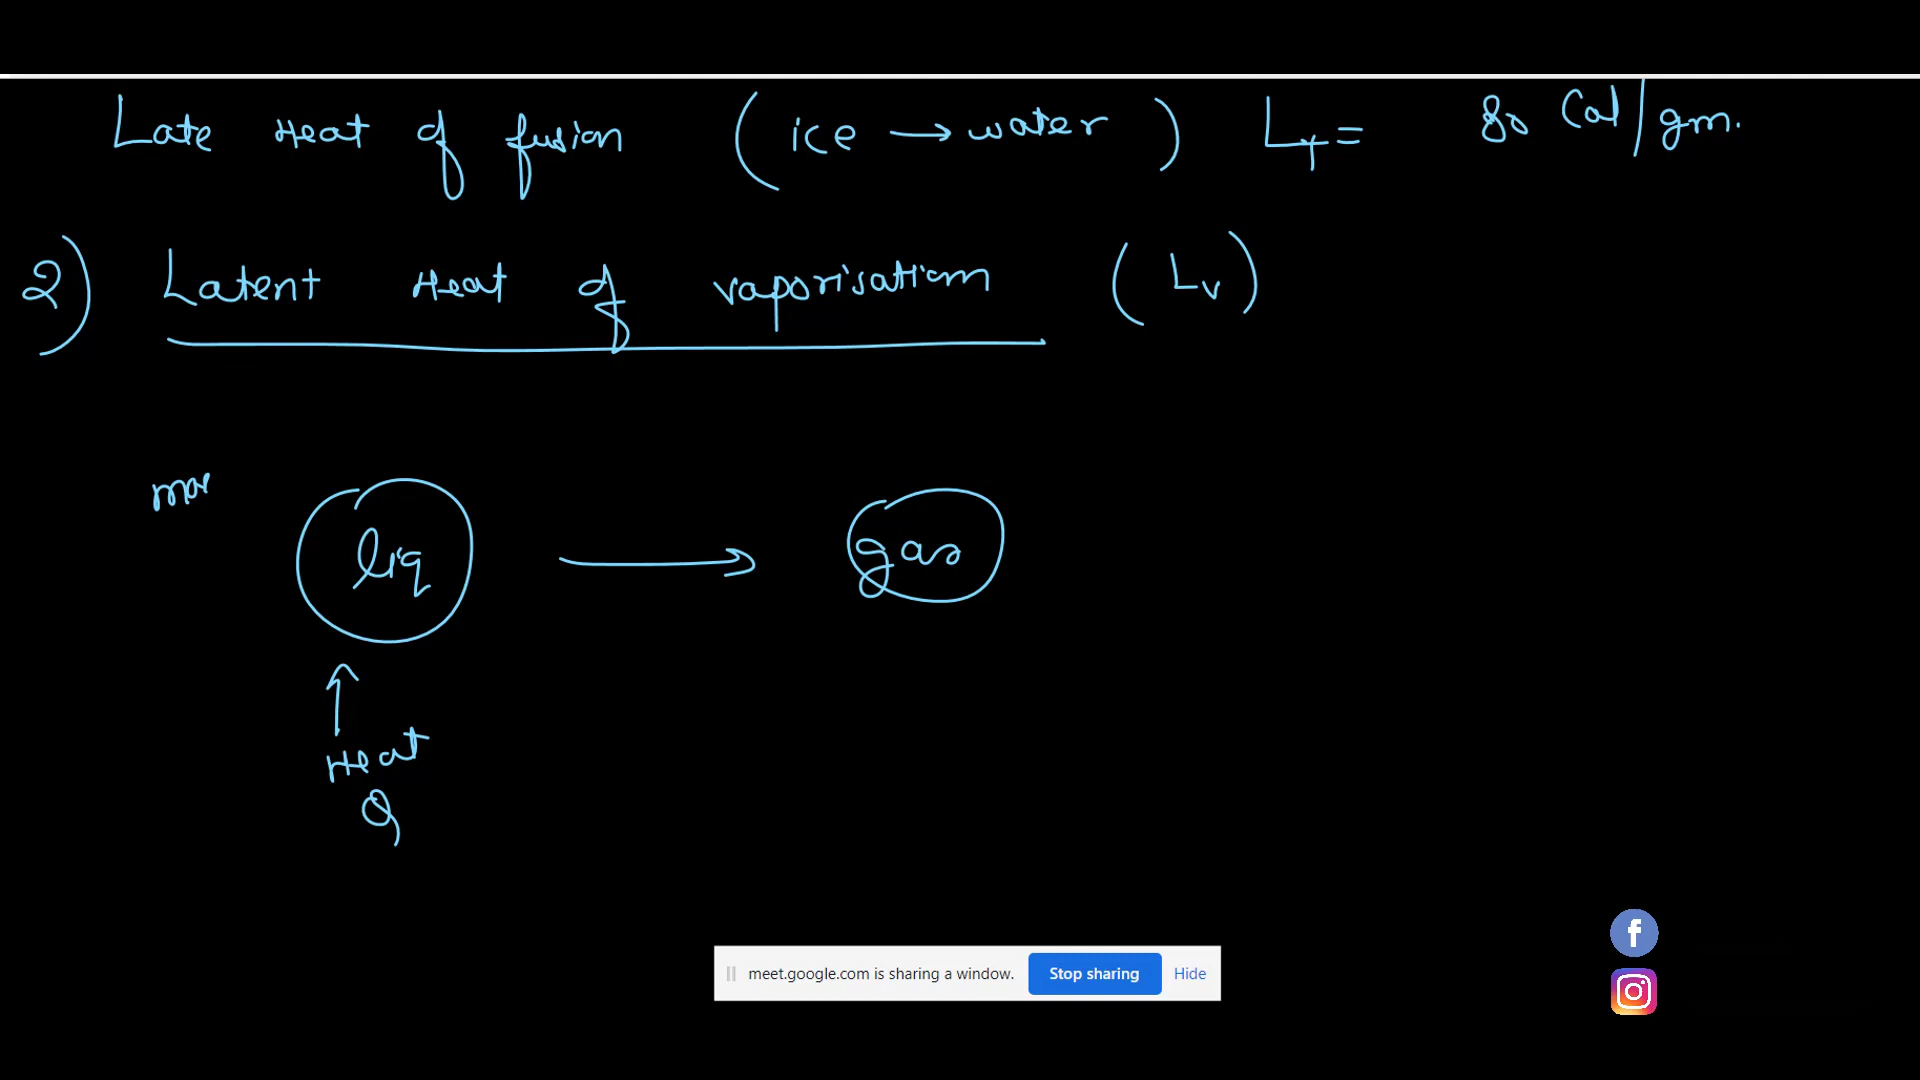 Late Heat of fusion (ice → water) Lf = 80 Cal/gm.
2) Latent Heat of vaporisation (Lv)
liq → gas
Heat
Q
meet.google.com is sharing a window. Stop sharing Hide